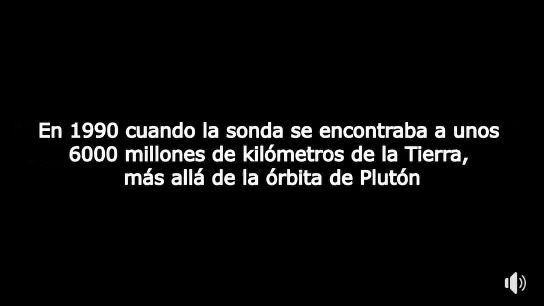 En 1990 cuando la sonda se encontraba a unos
6000 millones de kilómetros de la Tierra,
más allá de la órbita de Plutón